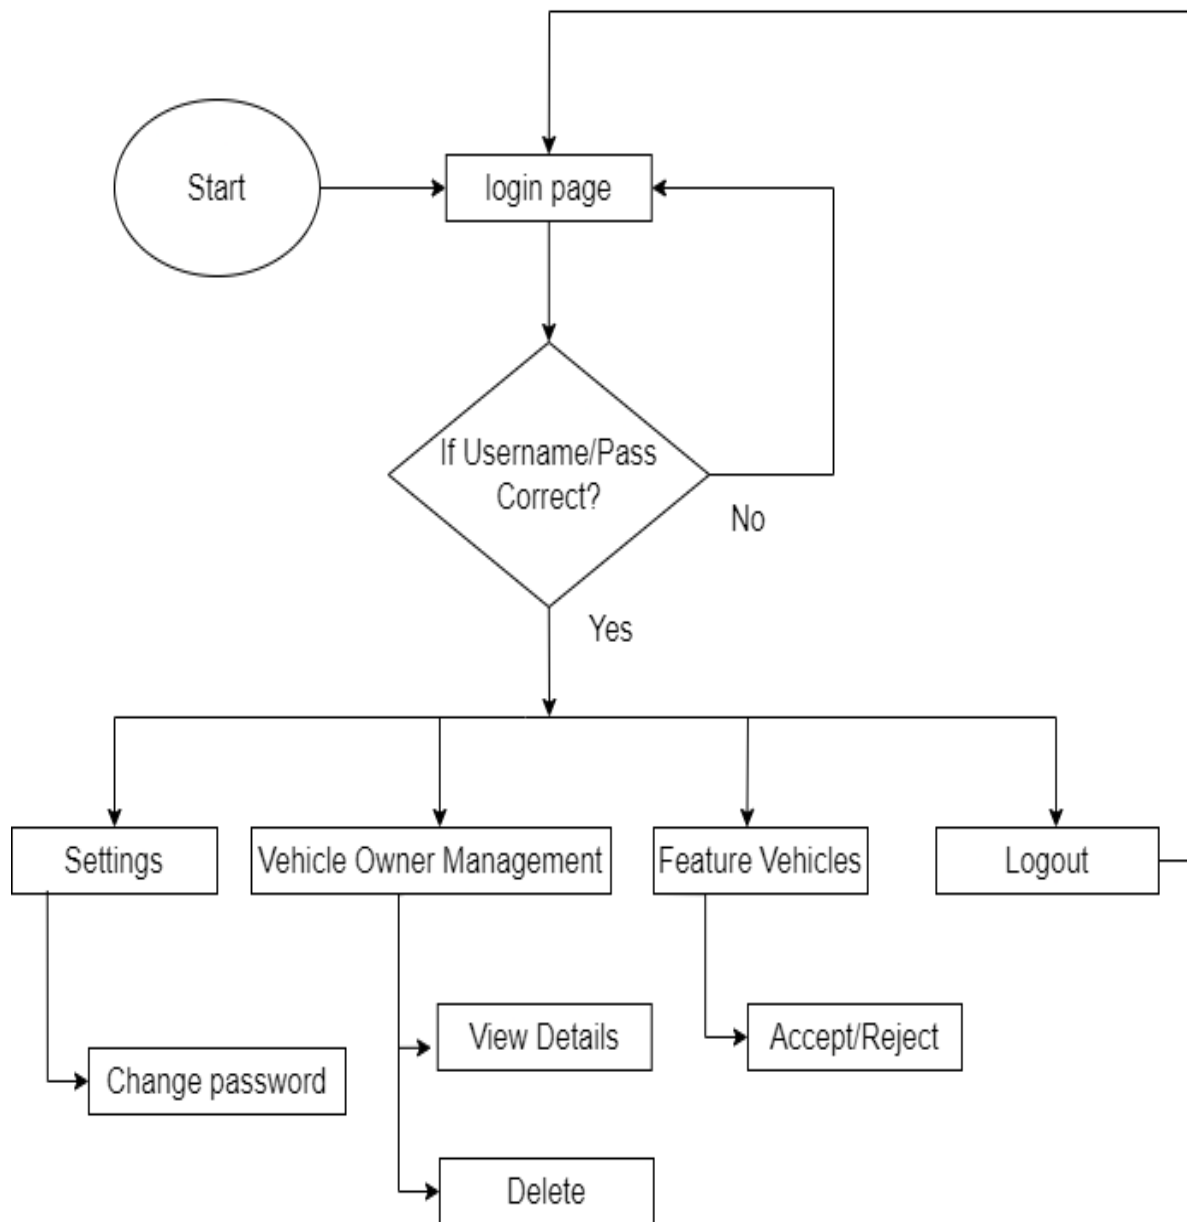 Start
login page
If Username/Pass
Correct?
No
Yes
Settings
Vehicle Owner Management
Feature Vehicles
Logout
View Details
Accept/Reject
Change password
Delete